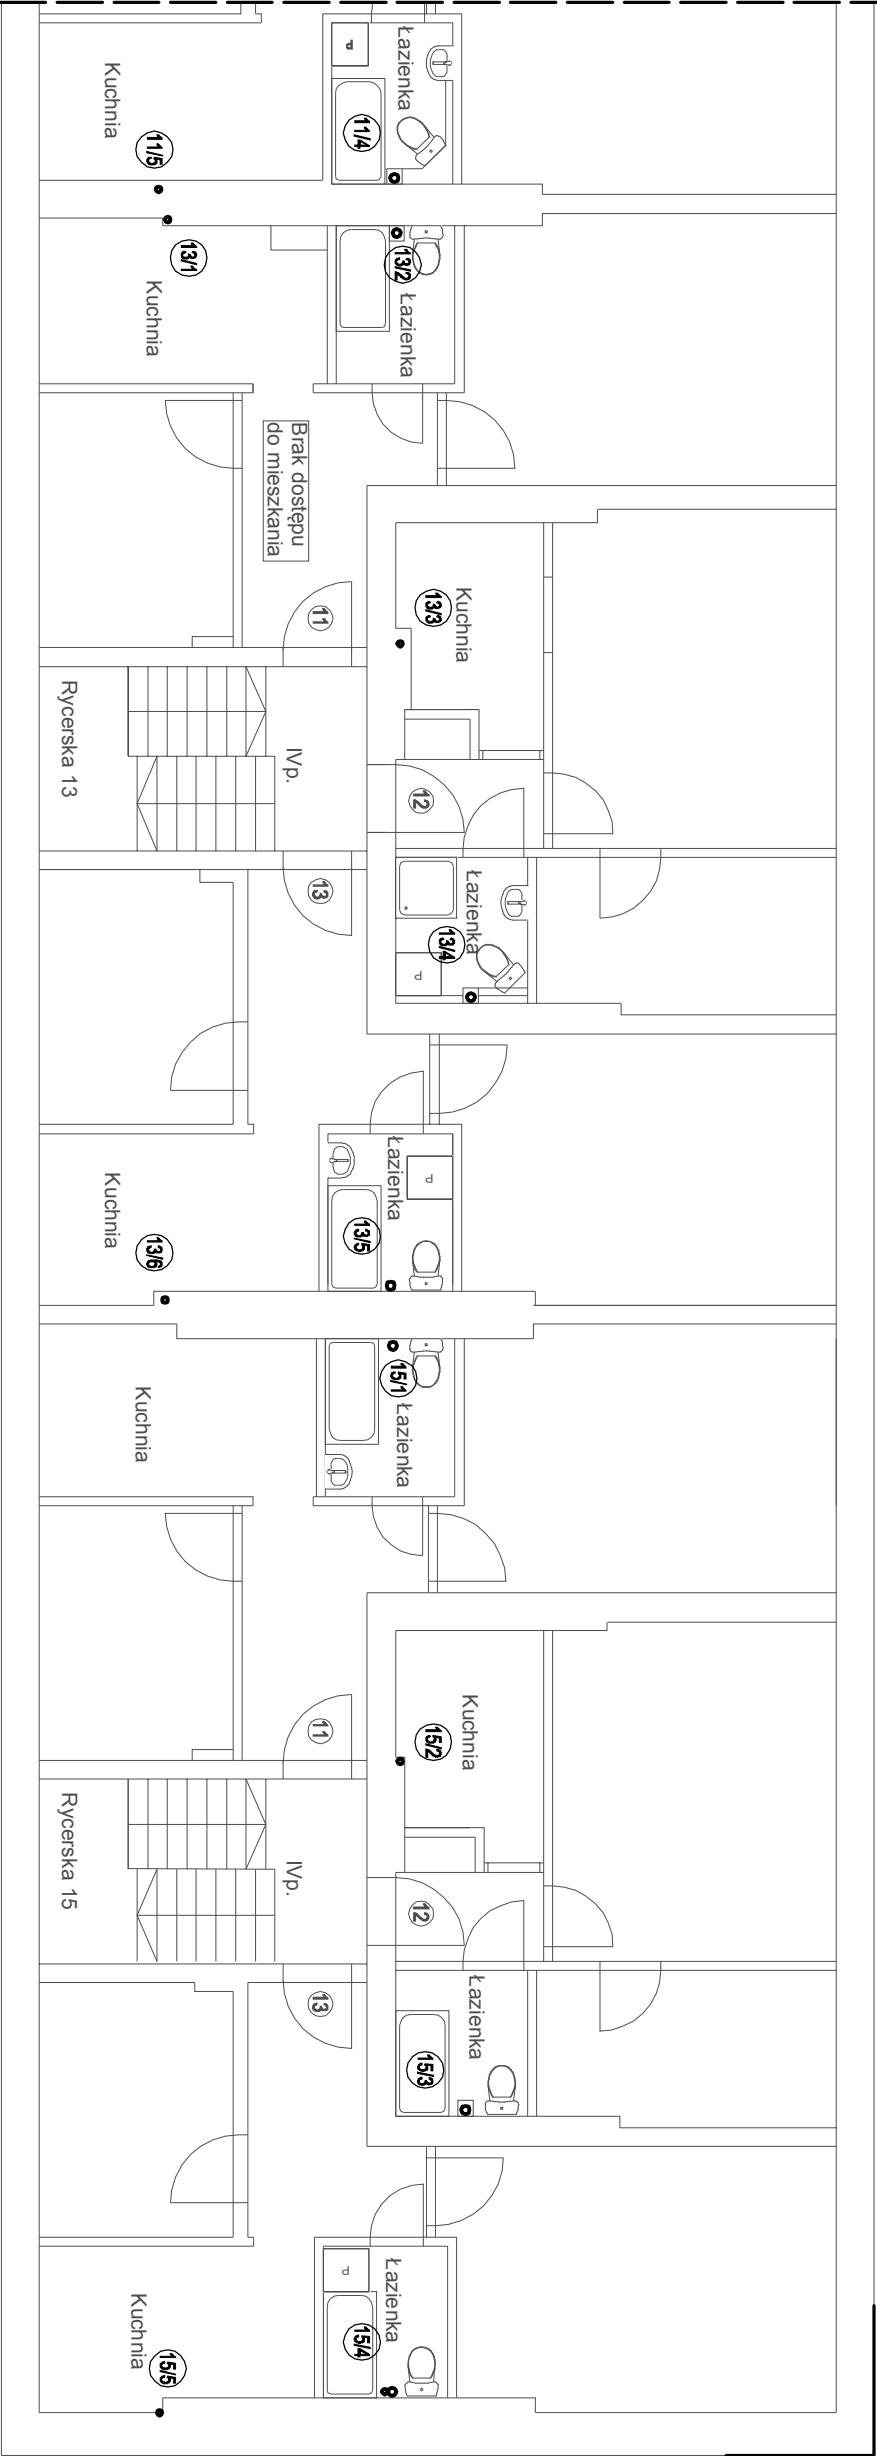 Łazienka
Kuchnia
11/4
11/5
13/1
13/2
Kuchnia
Łazienka
Brak dostępu
do mieszkania
11
13/3
Kuchnia
Rycerska 13
IVp.
12
13
Łazienka
13/4
P
P
Łazienka
P
Kuchnia
13/5
13/6
15/1
Kuchnia
Łazienka
11
15/2
Kuchnia
Rycerska 15
IVp.
12
13
Łazienka
15/3
Łazienka
P
Kuchnia
15/4
15/5